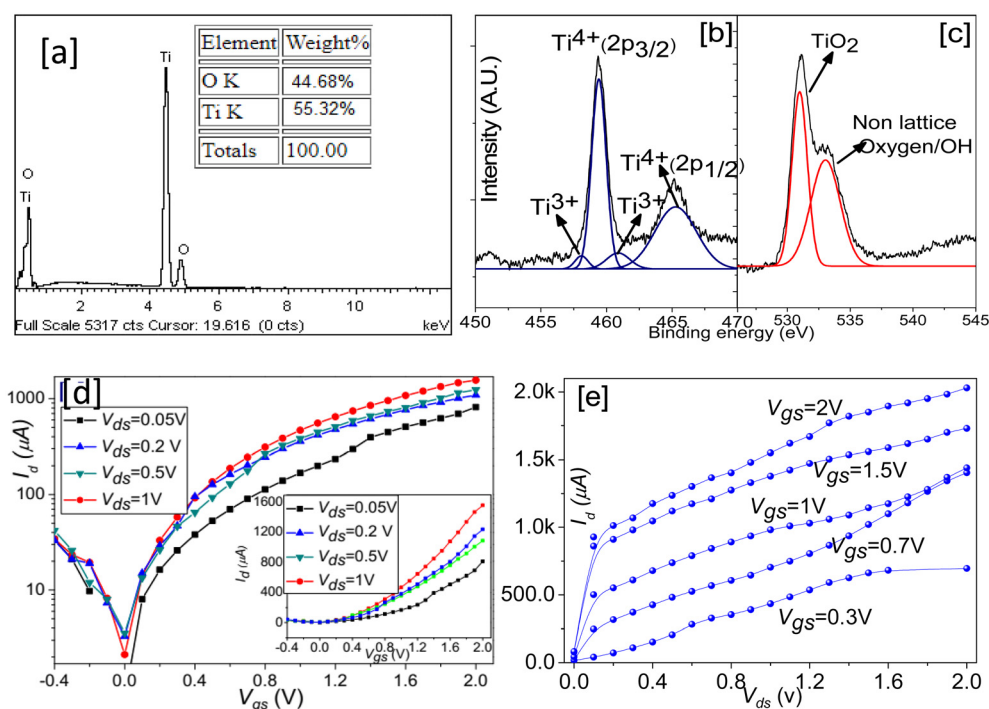 [a]
Element Weight%
O K 44.68%
Ti K 55.32%
Totals 100.00
Ti
O
Ti
O
2 4 6 8 10
Full Scale 5317 cts Cursor: 19.616 (0 cts) keV
[b]
Ti4+(2p3/2)
Ti4+(2p1/2)
Ti3+
Ti3+
Intensity (A.U.)
450 455 460 465 470
[c]
TiO2
Non lattice
Oxygen/OH
530 535 540 545
Binding energy (eV)
[d]
Vds=0.05V
Vds=0.2 V
Vds=0.5V
Vds=1V
Id (μA)
1000
100
10
-0.4 0.0 0.4 0.8 1.2 1.6 2.0
Vgs (V)
Vds=0.05V
Vds=0.2 V
Vds=0.5V
Vds=1V
Id (μA)
1600
1200
800
400
0
-0.4 0.0 0.4 0.8 1.2 1.6 2.0
Vgs (V)
[e]
Vgs=2V
Vgs=1.5V
Vgs=1V
Vgs=0.7V
Vgs=0.3V
Id (μA)
2.0k
1.5k
1.0k
500.0
0.0
0.0 0.4 0.8 1.2 1.6 2.0
Vds (v)